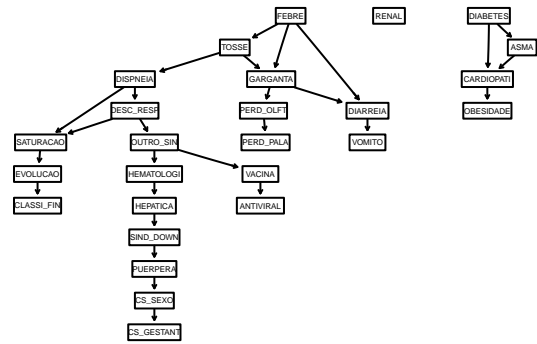 FEBRE
RENAL
DIABETES
TOSSE
ASMA
DISPNEIA
GARGANTA
CARDIOPATI
DESC_RESP
PERD_OLFT
DIARREIA
OBESIDADE
SATURACAO
OUTRO_SIN
PERD_PALA
VOMITO
EVOLUCAO
HEMATOLOGI
VACINA
CLASSI_FIN
HEPATICA
ANTIVIRAL
SIND_DOWN
PUERPERA
CS_SEXO
CS_GESTANT